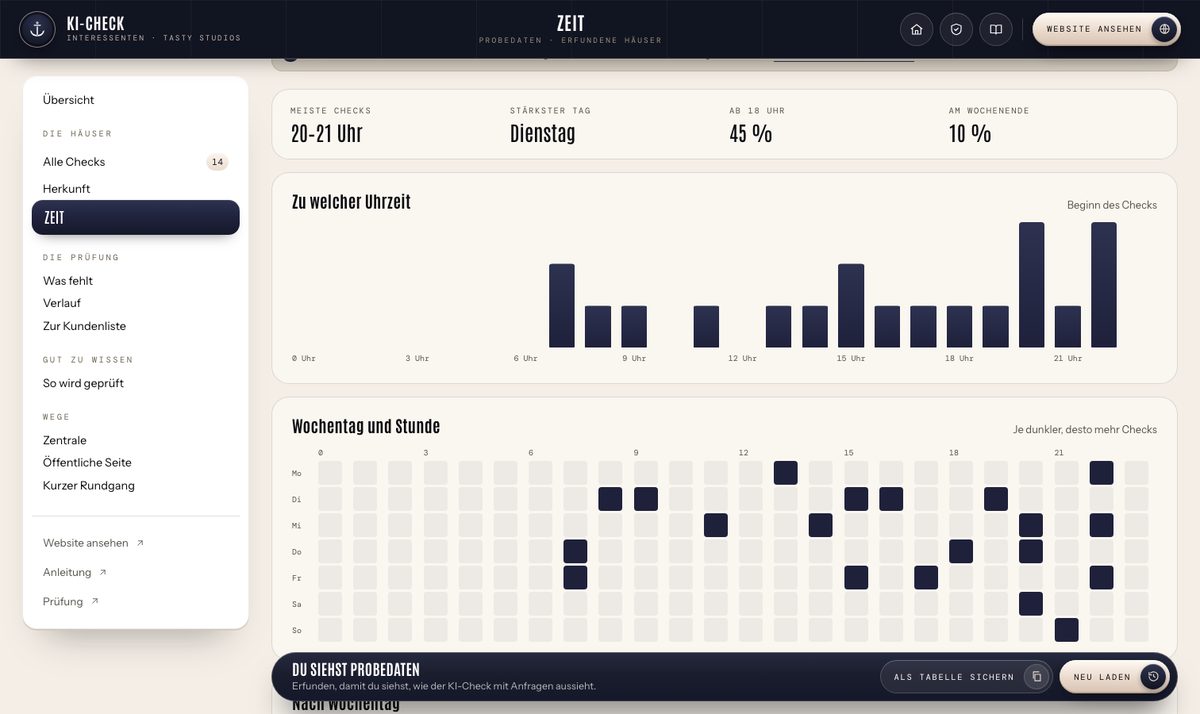 KI-CHECK
INTERESSENTEN · TASTY STUDIOS
ZEIT
PROBEDATEN · ERFUNDENE HÄUSER
WEBSITE ANSEHEN
Übersicht
DIE HÄUSER
Alle Checks 14
Herkunft
ZEIT
DIE PRÜFUNG
Was fehlt
Verlauf
Zur Kundenliste
GUT ZU WISSEN
So wird geprüft
WEGE
Zentrale
Öffentliche Seite
Kurzer Rundgang
Website ansehen ↗
Anleitung ↗
Prüfung ↗
MEISTE CHECKS
20-21 Uhr
STÄRKSTER TAG
Dienstag
AB 18 UHR
45 %
AM WOCHENENDE
10 %
Zu welcher Uhrzeit
Beginn des Checks
0 Uhr 3 Uhr 6 Uhr 9 Uhr 12 Uhr 15 Uhr 18 Uhr 21 Uhr
Wochentag und Stunde
Je dunkler, desto mehr Checks
0 3 6 9 12 15 18 21
Mo
Di
Mi
Do
Fr
Sa
So
DU SIEHST PROBEDATEN
Erfunden, damit du siehst, wie der KI-Check mit Anfragen aussieht.
ALS TABELLE SICHERN
NEU LADEN
Nach Wochentag